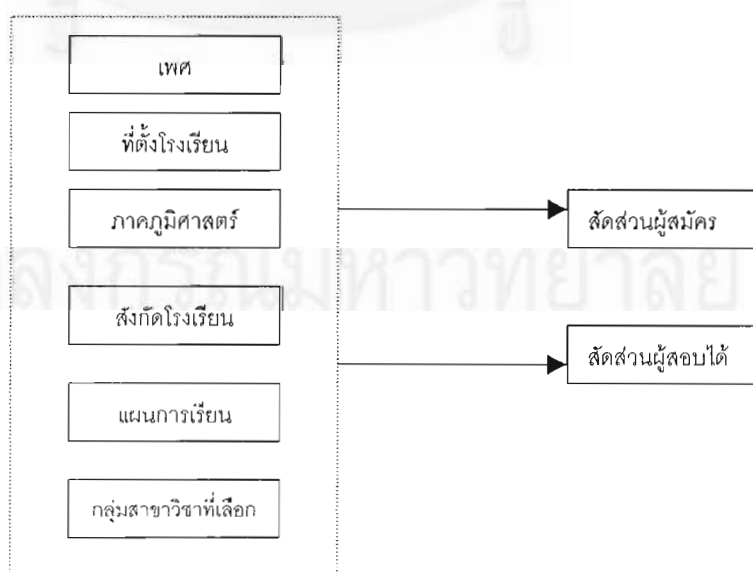 เพศ
ที่ตั้งโรงเรียน
ภาคภูมิศาสตร์
สัดส่วนผู้สมัคร
สังกัดโรงเรียน
สัดส่วนผู้สอบได้
แผนการเรียน
กลุ่มสาขาวิชาที่เลือก